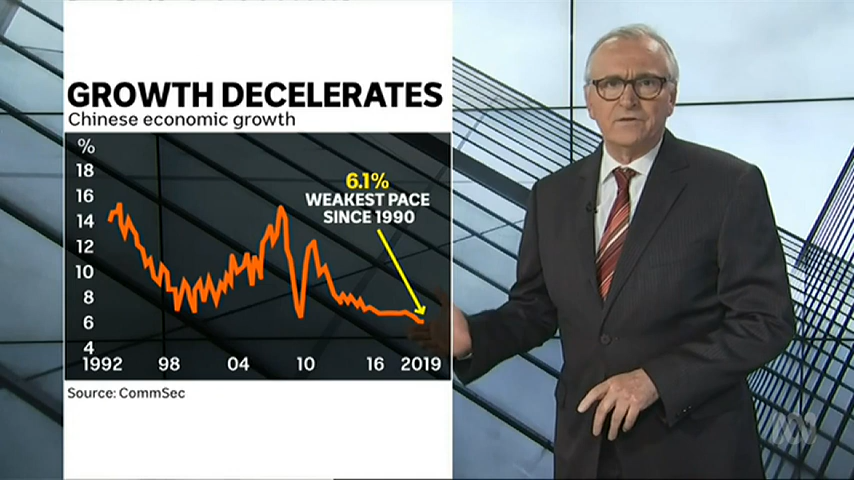 GROWTH DECELERATES
Chinese economic growth
%
18
16
14
12
10
8
6
4
6.1%
WEAKEST PACE
SINCE 1990
1992 98 04 10 16 2019
Source: CommSec